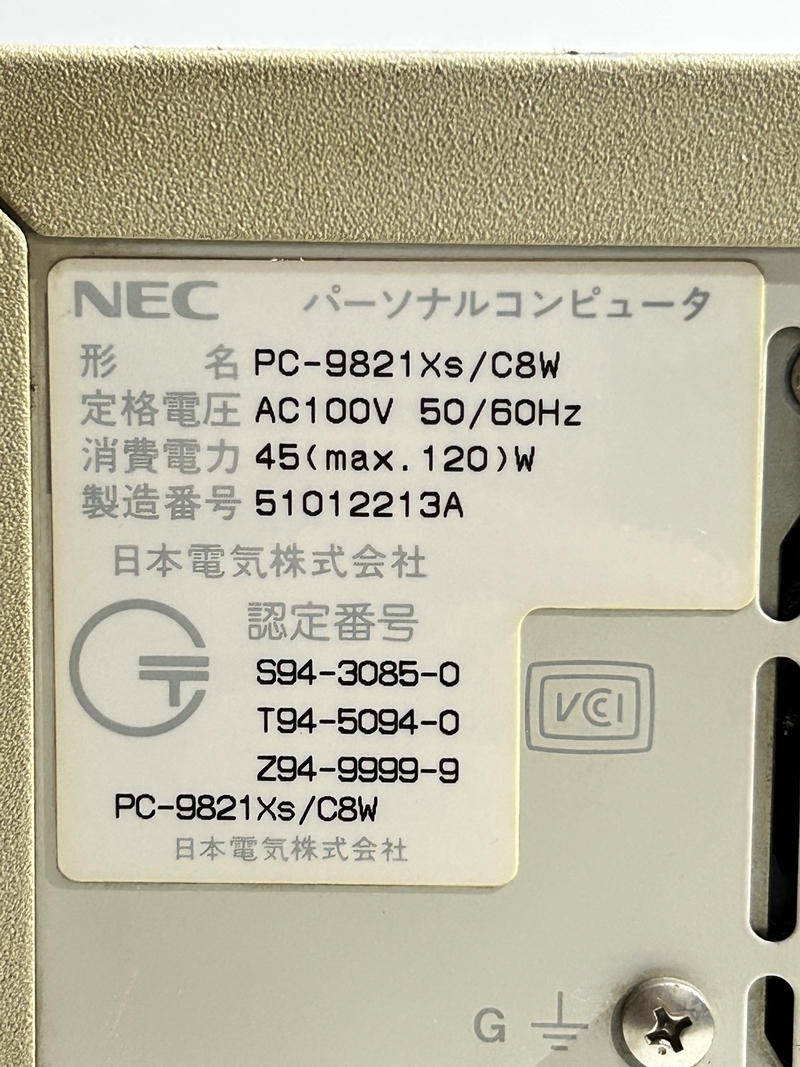 NEC パーソナルコンピュータ
形 名 PC-9821Xs/C8W
定格電圧 AC100V 50/60Hz
消費電力 45(max.120)W
製造番号 51012213A
日本電気株式会社
認定番号
S94-3085-0
T94-5094-0
Z94-9999-9
PC-9821Xs/C8W
日本電気株式会社
VCCI
G